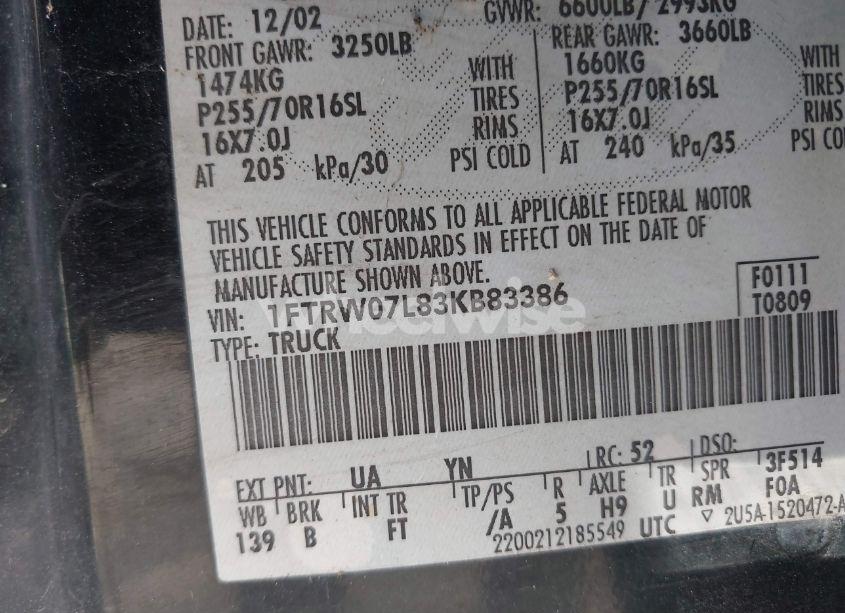 DATE: 12/02 GVWR: 6600LB/ 2993KG
FRONT GAWR: 3250LB REAR GAWR: 3660LB
1474KG WITH 1660KG WITH
P255/70R16SL TIRES P255/70R16SL TIRES
16X7.0J RIMS 16X7.0J RIMS
AT 205 kPa/30 PSI COLD AT 240 kPa/35 PSI CO
THIS VEHICLE CONFORMS TO ALL APPLICABLE FEDERAL MOTOR
VEHICLE SAFETY STANDARDS IN EFFECT ON THE DATE OF
MANUFACTURE SHOWN ABOVE.
VIN: 1FTRW07L83KB83386 F0111
TYPE: TRUCK T0809
Wheelwise
EXT PNT: UA YN RC: 52 DSO:
WB BRK INT TR TP/PS R AXLE TR SPR 3F514
139 B FT /A 5 H9 U RM FOA
2200212185549 UTC ▽ 2U5A-1520472-A